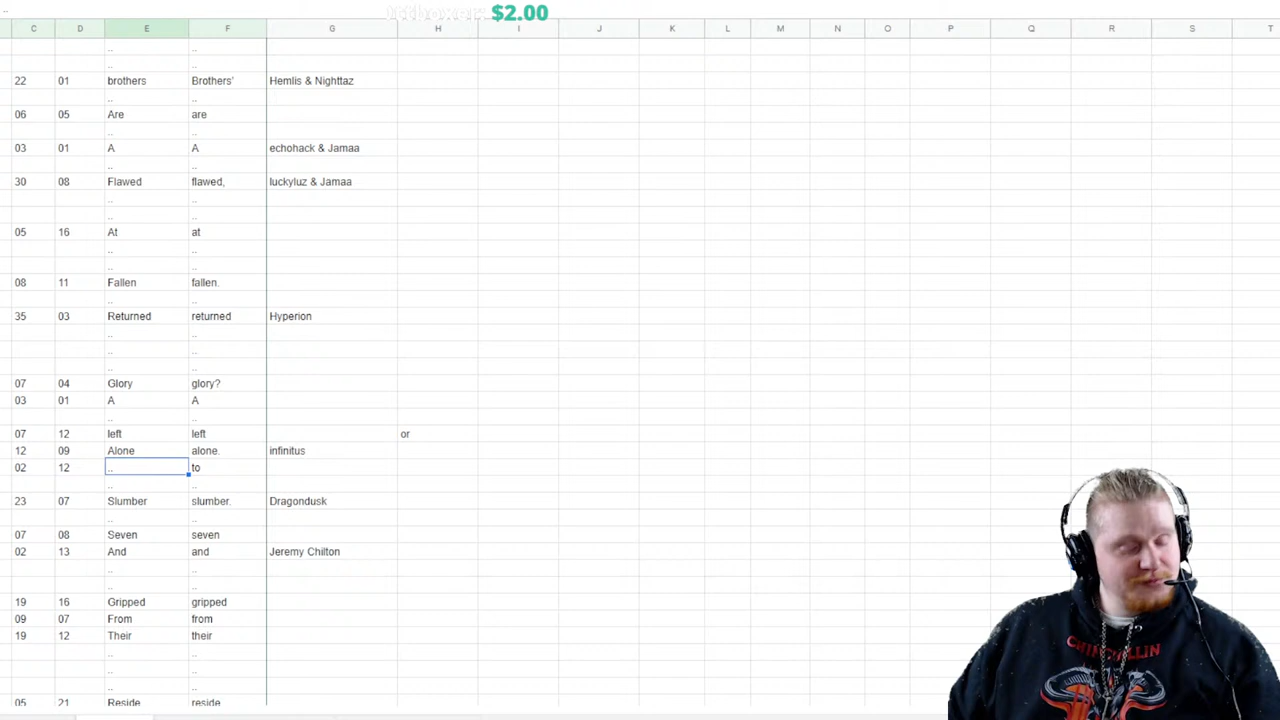 $2.00
C D E F G H I J K L M N O P Q R S T
.. ..
.. ..
22 01 brothers Brothers' Hemlis & Nighttaz
.. ..
06 05 Are are
.. ..
03 01 A A echohack & Jamaa
.. ..
30 08 Flawed flawed, luckyluz & Jamaa
.. ..
.. ..
05 16 At at
.. ..
.. ..
08 11 Fallen fallen.
.. ..
35 03 Returned returned Hyperion
.. ..
.. ..
.. ..
07 04 Glory glory?
03 01 A A
.. ..
07 12 left left or
12 09 Alone alone. infinitus
02 12 .. to
.. ..
23 07 Slumber slumber. Dragondusk
.. ..
07 08 Seven seven
02 13 And and Jeremy Chilton
.. ..
.. ..
19 16 Gripped gripped
09 07 From from
19 12 Their their
.. ..
.. ..
.. ..
05 21 Reside reside
CHINCHILLIN